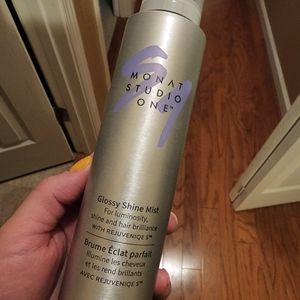 S1
MONAT
STUDIO
ONE™
Glossy Shine Mist
For luminosity,
shine and hair brilliance
WITH REJUVENIQE S™
Brume Éclat parfait
Illumine les cheveux
et les rend brillants
AVEC REJUVENIQE S™